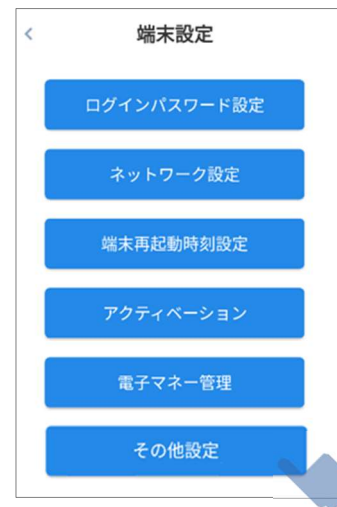 端末設定
ログインパスワード設定
ネットワーク設定
端末再起動時刻設定
アクティベーション
電子マネー管理
その他設定